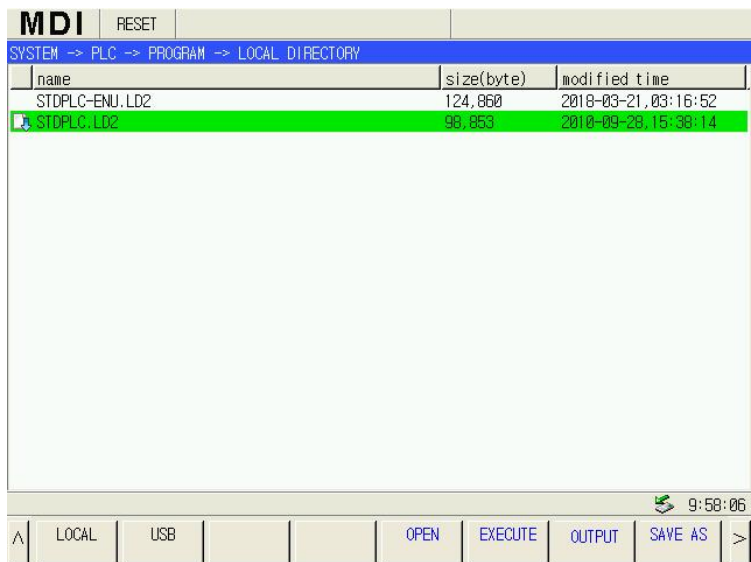 MDI RESET
SYSTEM -> PLC -> PROGRAM -> LOCAL DIRECTORY
name size(byte) modified time
STDPLC-ENU.LD2 124,860 2018-03-21,03:16:52
STDPLC.LD2 98,853 2010-09-28,15:38:14
9:58:06
^ LOCAL USB OPEN EXECUTE OUTPUT SAVE AS >